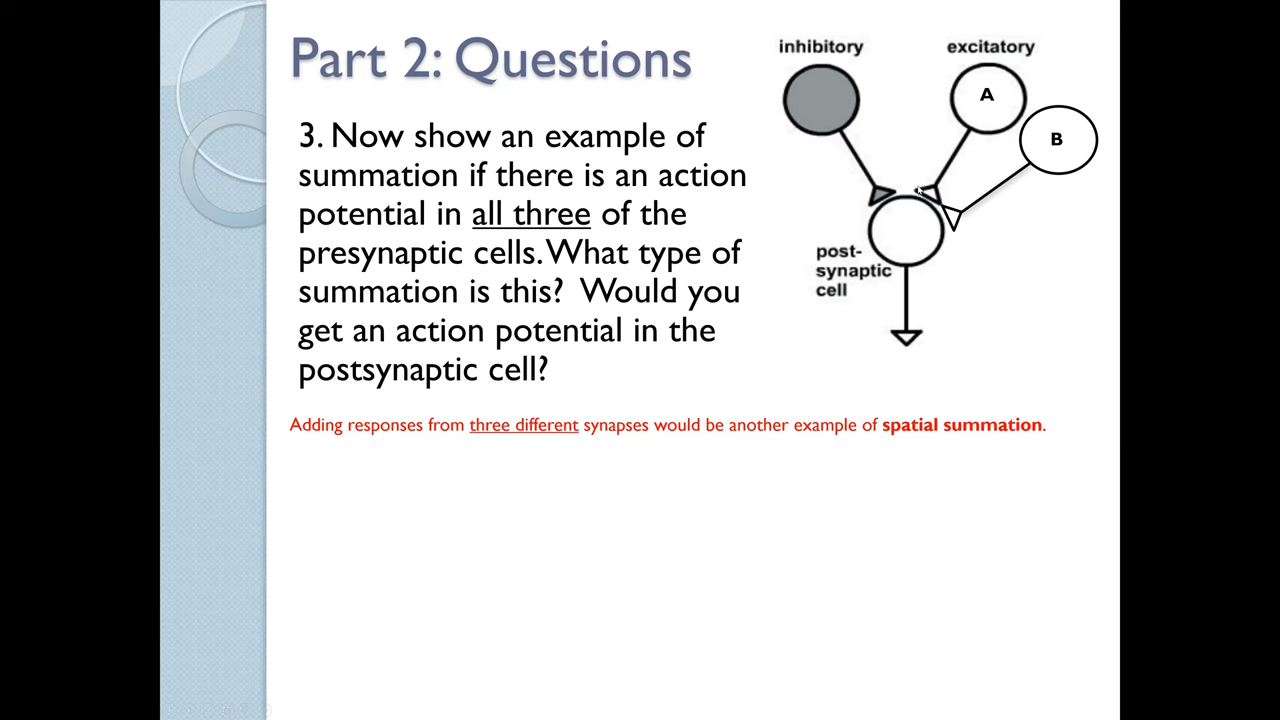 Part 2: Questions
3. Now show an example of
summation if there is an action
potential in all three of the
presynaptic cells. What type of
summation is this? Would you
get an action potential in the
postsynaptic cell?
inhibitory
excitatory
A
B
post-
synaptic
cell
Adding responses from three different synapses would be another example of spatial summation.